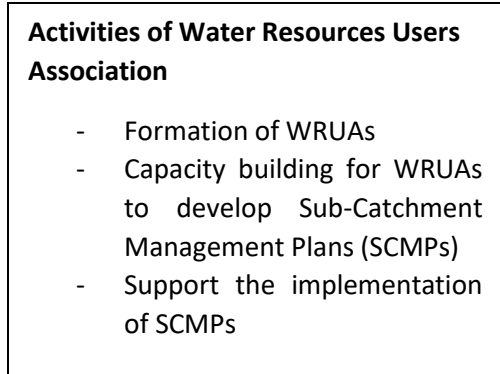 Activities of Water Resources Users
Association
- Formation of WRUAs
- Capacity building for WRUAs
to develop Sub-Catchment
Management Plans (SCMPs)
- Support the implementation
of SCMPs